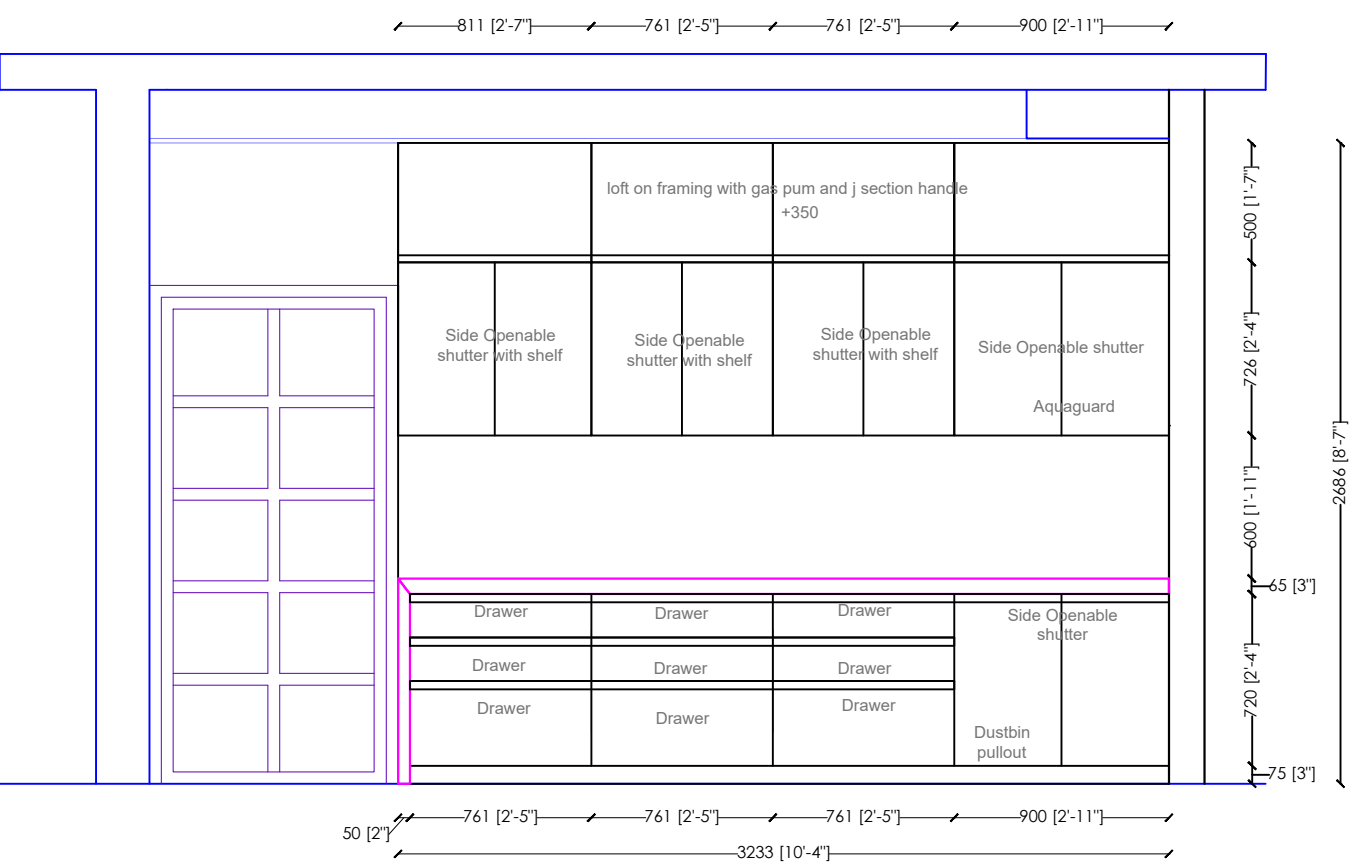 811 [2'-7"]
761 [2'-5"]
761 [2'-5"]
900 [2'-11"]
loft on framing with gas pum and j section handle
+350
500 [1'-7"]
Side Openable
shutter with shelf
Side Openable
shutter with shelf
Side Openable
shutter with shelf
Side Openable shutter
Aquaguard
726 [2'-4"]
2686 [8'-7"]
600 [1'-11"]
65 [3"]
Drawer
Drawer
Drawer
Side Openable
shutter
Drawer
Drawer
Drawer
720 [2'-4"]
Drawer
Drawer
Drawer
Dustbin
pullout
75 [3"]
50 [2"]
761 [2'-5"]
761 [2'-5"]
761 [2'-5"]
900 [2'-11"]
3233 [10'-4"]